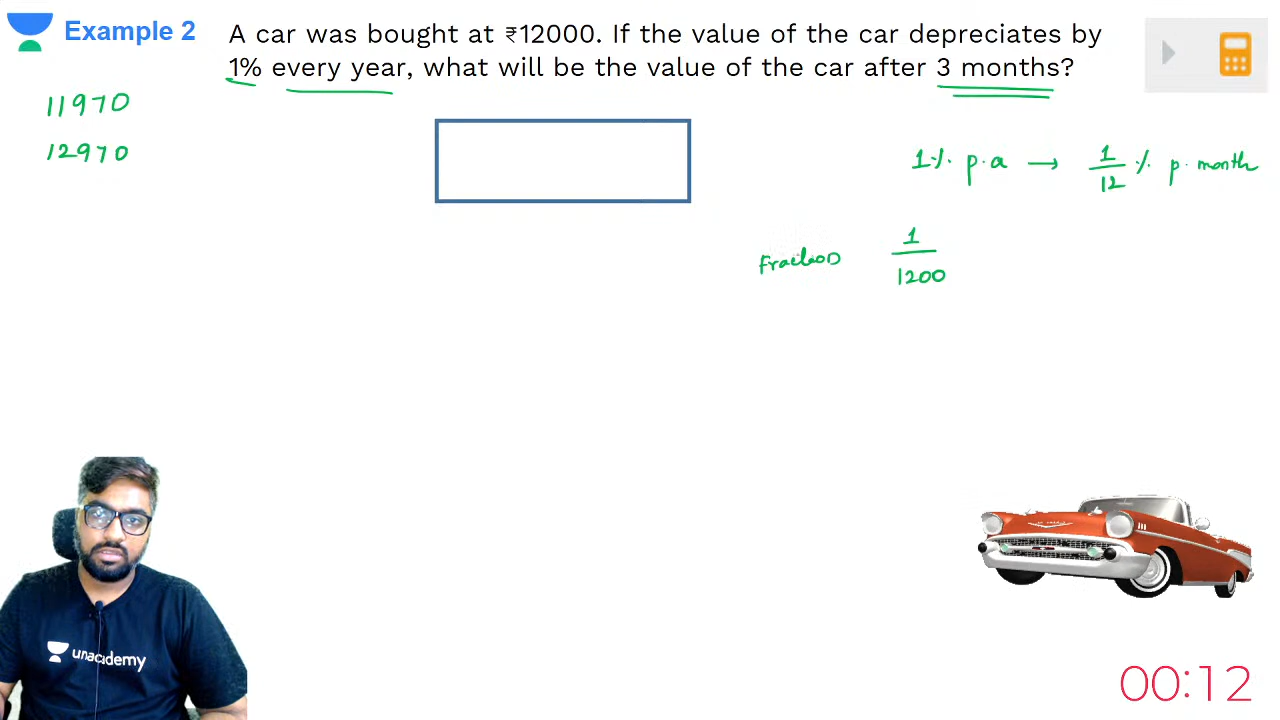 Example 2
A car was bought at ₹12000. If the value of the car depreciates by
1% every year, what will be the value of the car after 3 months?
11970
12970
1% p.a → 1/12 % p.month
Fraction 1/1200
unacademy
00:12